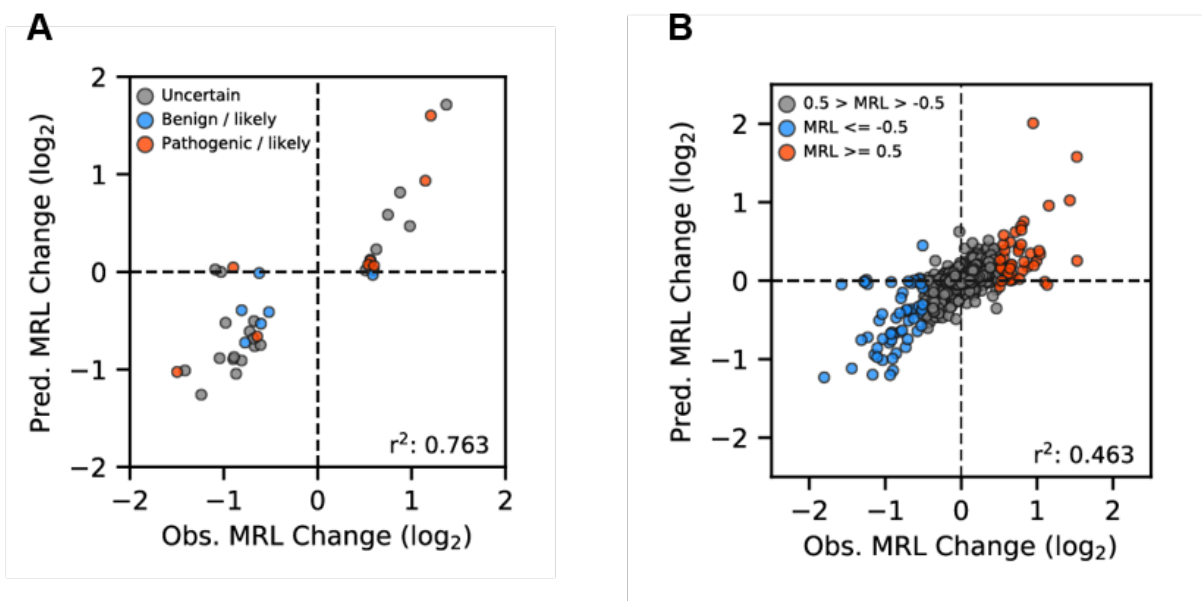 A
2
1
0
−1
−2
−2
−1
0
1
2
Pred. MRL Change (log₂)
Obs. MRL Change (log₂)
Uncertain
Benign / likely
Pathogenic / likely
r²: 0.763
B
2
1
0
−1
−2
−2
−1
0
1
2
Pred. MRL Change (log₂)
Obs. MRL Change (log₂)
0.5 > MRL > -0.5
MRL <= -0.5
MRL >= 0.5
r²: 0.463